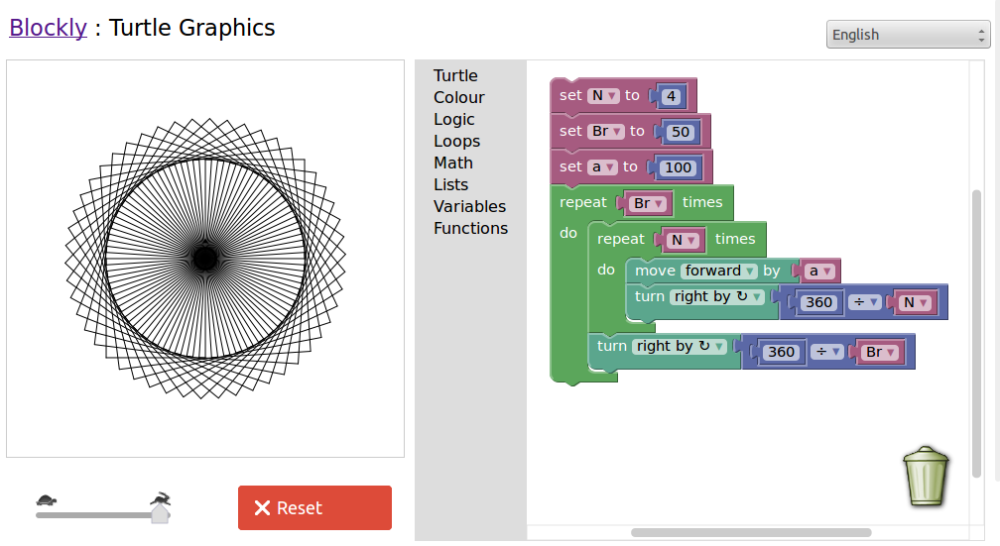 Blockly : Turtle Graphics
English
Turtle
Colour
Logic
Loops
Math
Lists
Variables
Functions
set N ▾ to 4
set Br ▾ to 50
set a ▾ to 100
repeat Br ▾ times
do repeat N ▾ times
do move forward ▾ by a ▾
turn right by ↻ ▾ 360 ÷ ▾ N ▾
turn right by ↻ ▾ 360 ÷ ▾ Br ▾
Reset